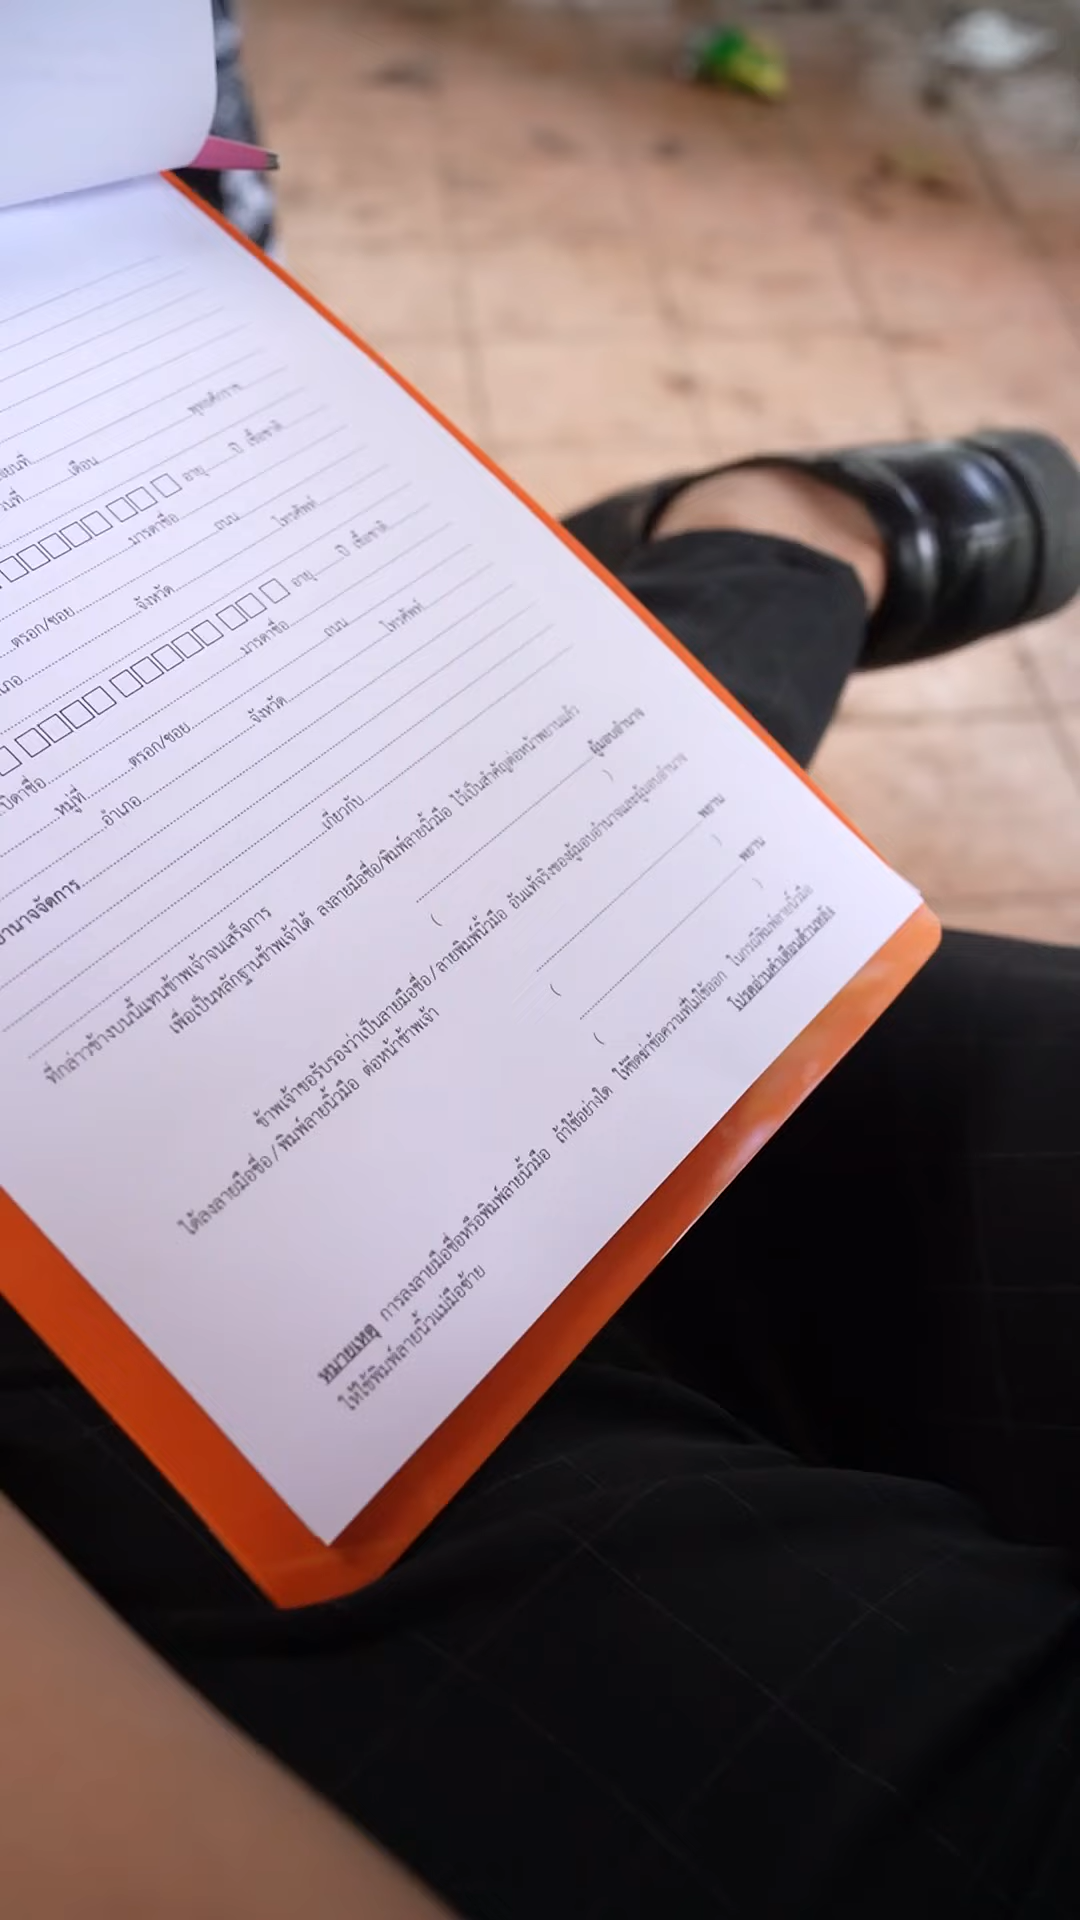 พุทธศักราช
เขียนที่
วันที่ เดือน
อายุ ปี เชื้อชาติ
มารดาชื่อ
ตรอก/ซอย ถนน
จังหวัด โทรศัพท์
อายุ ปี เชื้อชาติ
บิดาชื่อ มารดาชื่อ
หมู่ที่ ตรอก/ซอย ถนน
อำเภอ จังหวัด โทรศัพท์
อำนาจจัดการ เกี่ยวกับ
ที่กล่าวข้างบนนี้แทนข้าพเจ้าจนเสร็จการ
เพื่อเป็นหลักฐานข้าพเจ้าได้ ลงลายมือชื่อ/พิมพ์ลายนิ้วมือ ไว้เป็นสำคัญต่อหน้าพยานแล้ว
ผู้มอบอำนาจ
( )
ข้าพเจ้าขอรับรองว่าเป็นลายมือชื่อ/ลายพิมพ์นิ้วมือ อันแท้จริงของผู้มอบอำนาจและผู้มอบอำนาจ
ได้ลงลายมือชื่อ/พิมพ์ลายนิ้วมือ ต่อหน้าข้าพเจ้า
พยาน
( )
พยาน
( )
หมายเหตุ การลงลายมือชื่อหรือพิมพ์ลายนิ้วมือ ถ้าใช้อย่างใด ให้ขีดฆ่าข้อความที่ไม่ใช้ออก ในกรณีพิมพ์ลายนิ้วมือ
ให้ใช้พิมพ์ลายนิ้วแม่มือซ้าย
โปรดอ่านคำเตือนด้านหลัง